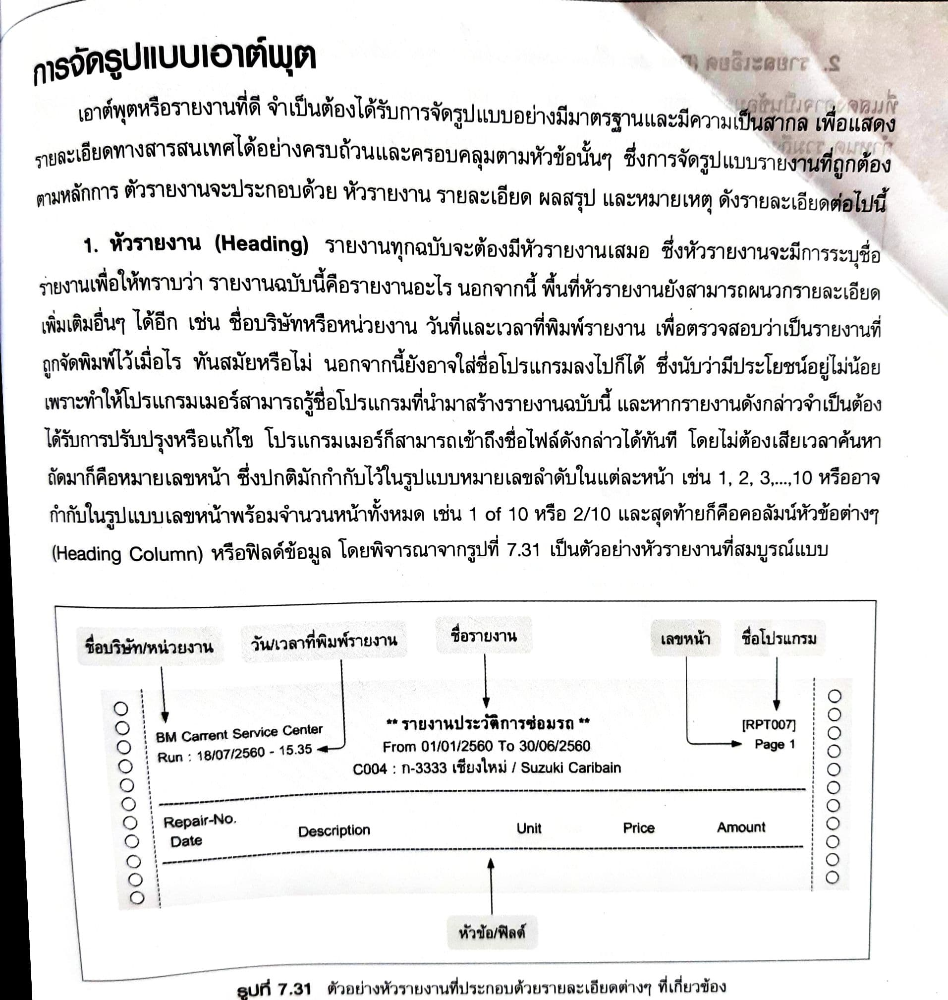 การจัดรูปแบบเอาต์พุต
เอาต์พุตหรือรายงานที่ดี จำเป็นต้องได้รับการจัดรูปแบบอย่างมีมาตรฐานและมีความเป็นสากล เพื่อแสดง
รายละเอียดทางสารสนเทศได้อย่างครบถ้วนและครอบคลุมตามหัวข้อนั้นๆ ซึ่งการจัดรูปแบบรายงานที่ถูกต้อง
ตามหลักการ ตัวรายงานจะประกอบด้วย หัวรายงาน รายละเอียด ผลสรุป และหมายเหตุ ดังรายละเอียดต่อไปนี้
1. หัวรายงาน (Heading) รายงานทุกฉบับจะต้องมีหัวรายงานเสมอ ซึ่งหัวรายงานจะมีการระบุชื่อ
รายงานเพื่อให้ทราบว่า รายงานฉบับนี้คือรายงานอะไร นอกจากนี้ พื้นที่หัวรายงานยังสามารถผนวกรายละเอียด
เพิ่มเติมอื่นๆ ได้อีก เช่น ชื่อบริษัทหรือหน่วยงาน วันที่และเวลาที่พิมพ์รายงาน เพื่อตรวจสอบว่าเป็นรายงานที่
ถูกจัดพิมพ์ไว้เมื่อไร ทันสมัยหรือไม่ นอกจากนี้ยังอาจใส่ชื่อโปรแกรมลงไปก็ได้ ซึ่งนับว่ามีประโยชน์อยู่ไม่น้อย
เพราะทำให้โปรแกรมเมอร์สามารถรู้ชื่อโปรแกรมที่นำมาสร้างรายงานฉบับนี้ และหากรายงานดังกล่าวจำเป็นต้อง
ได้รับการปรับปรุงหรือแก้ไข โปรแกรมเมอร์ก็สามารถเข้าถึงชื่อไฟล์ดังกล่าวได้ทันที โดยไม่ต้องเสียเวลาค้นหา
ถัดมาก็คือหมายเลขหน้า ซึ่งปกติมักกำกับไว้ในรูปแบบหมายเลขลำดับในแต่ละหน้า เช่น 1, 2, 3,...,10 หรืออาจ
กำกับในรูปแบบเลขหน้าพร้อมจำนวนหน้าทั้งหมด เช่น 1 of 10 หรือ 2/10 และสุดท้ายก็คือคอลัมน์หัวข้อต่างๆ
(Heading Column) หรือฟิลด์ข้อมูล โดยพิจารณาจากรูปที่ 7.31 เป็นตัวอย่างหัวรายงานที่สมบูรณ์แบบ
ชื่อบริษัท/หน่วยงาน วัน/เวลาที่พิมพ์รายงาน ชื่อรายงาน เลขหน้า ชื่อโปรแกรม
BM Carrent Service Center ** รายงานประวัติการซ่อมรถ ** [RPT007]
Run : 18/07/2560 - 15.35 From 01/01/2560 To 30/06/2560 Page 1
C004 : ก-3333 เชียงใหม่ / Suzuki Caribain
Repair-No. Description Unit Price Amount
Date
หัวข้อ/ฟิลด์
รูปที่ 7.31 ตัวอย่างหัวรายงานที่ประกอบด้วยรายละเอียดต่างๆ ที่เกี่ยวข้อง